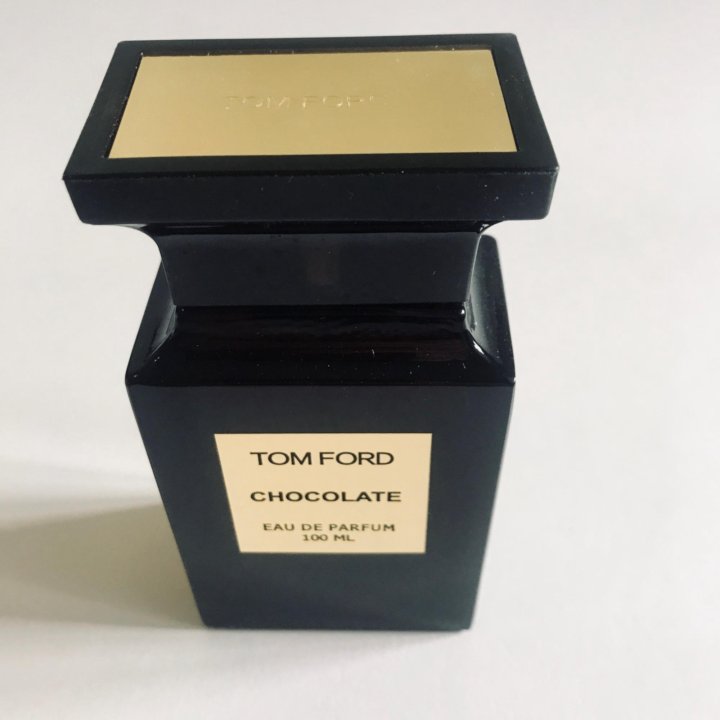 TOM FORD
TOM FORD
CHOCOLATE
EAU DE PARFUM
100 ML